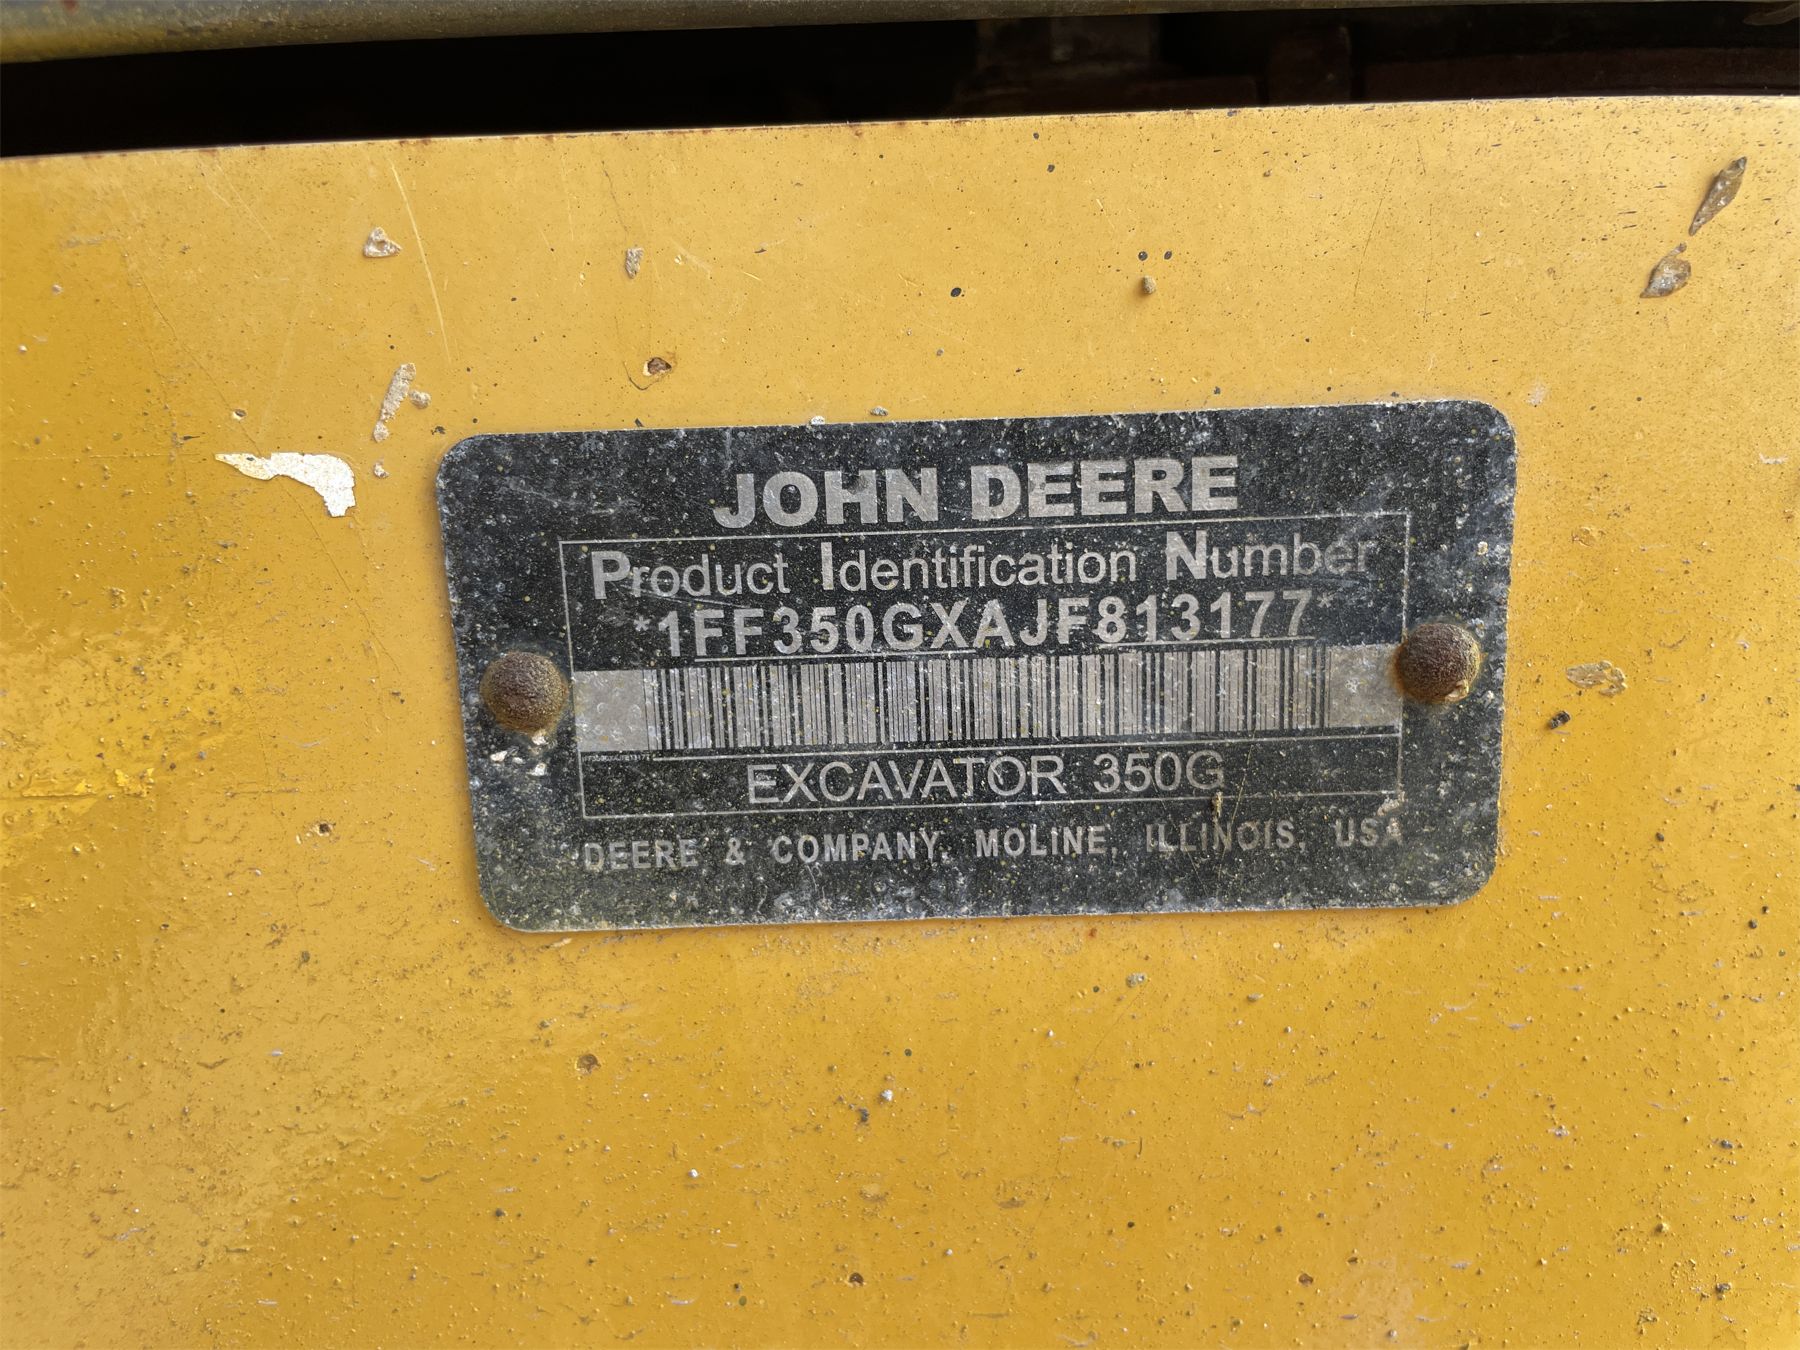 JOHN DEERE
Product Identification Number
*1FF350GXAJF813177*
EXCAVATOR 350G
DEERE & COMPANY, MOLINE, ILLINOIS, USA